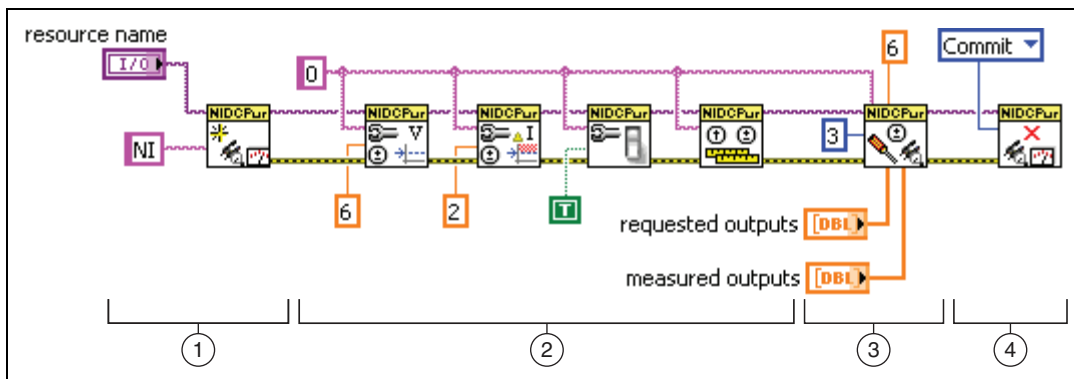 resource name
I/O
0
6
Commit
NIDCPwr NIDCPwr NIDCPwr NIDCPwr NIDCPwr NIDCPwr NIDCPwr
V
I
NI
3
6
2
T
requested outputs [DBL]
measured outputs [DBL]
1 2 3 4